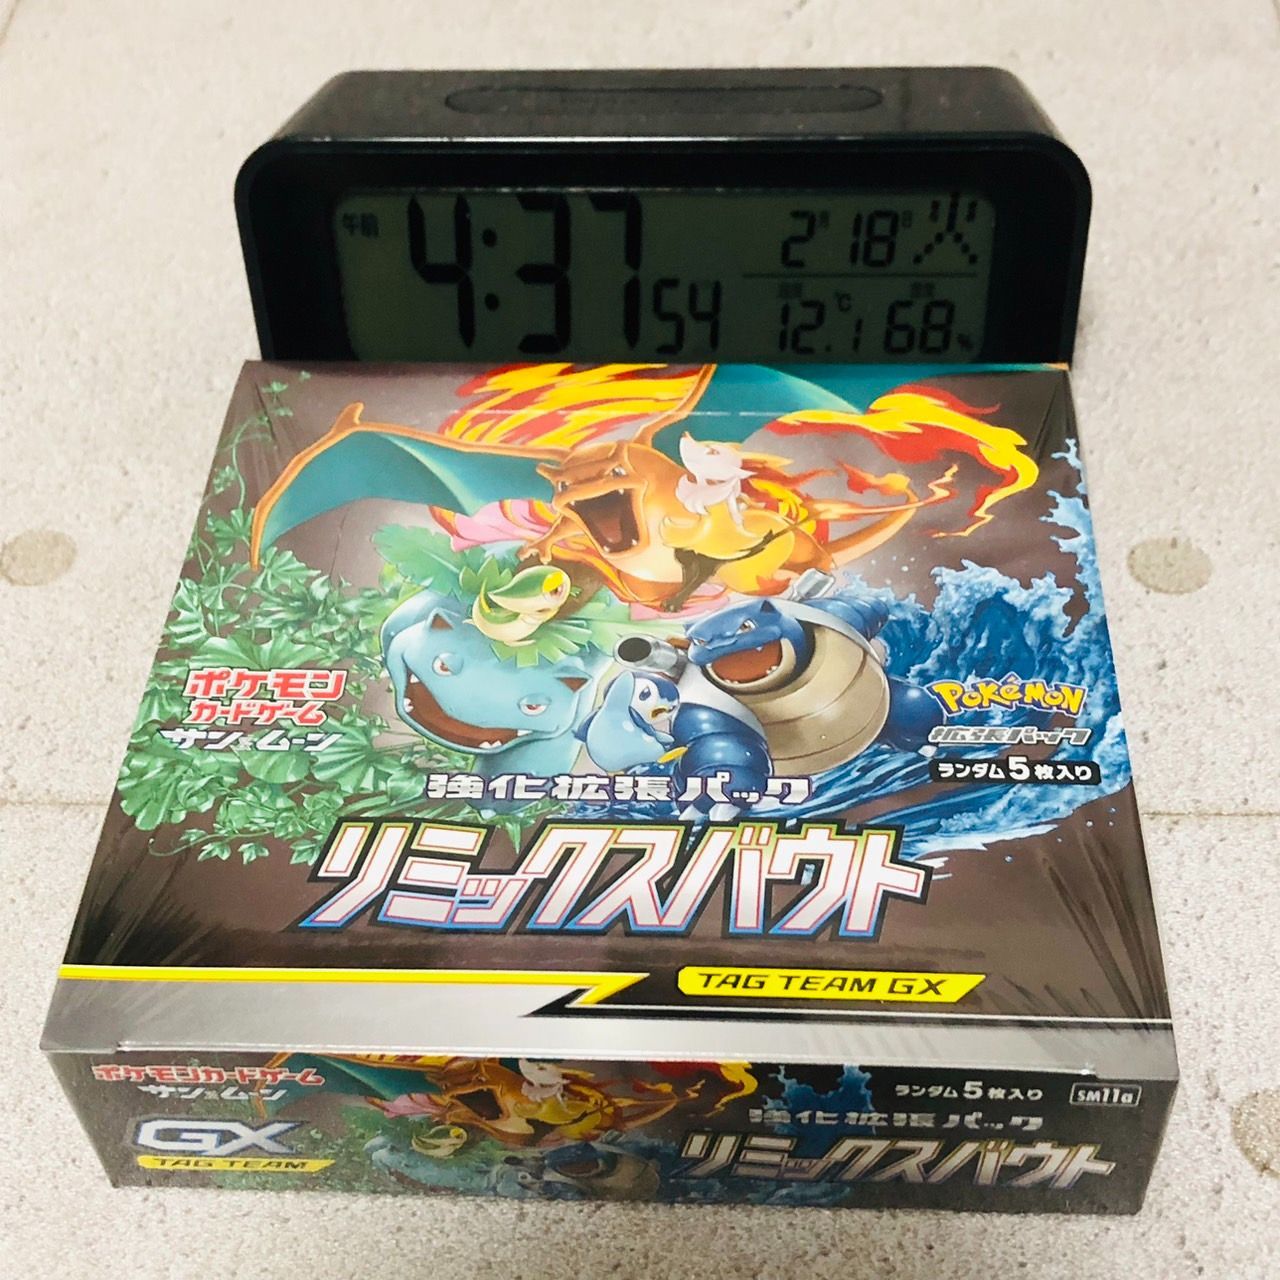 午前 4:37 54
2月18日 火
12.1℃ 68%
ポケモン
カードゲーム
サン&ムーン
POKéMON
拡張パック
ランダム5枚入り
強化拡張パック
リミックスバウト
TAG TEAM GX
ポケモンカードゲーム
サン&ムーン
GX
TAG TEAM
ランダム5枚入り
SM11a
強化拡張パック
リミックスバウト